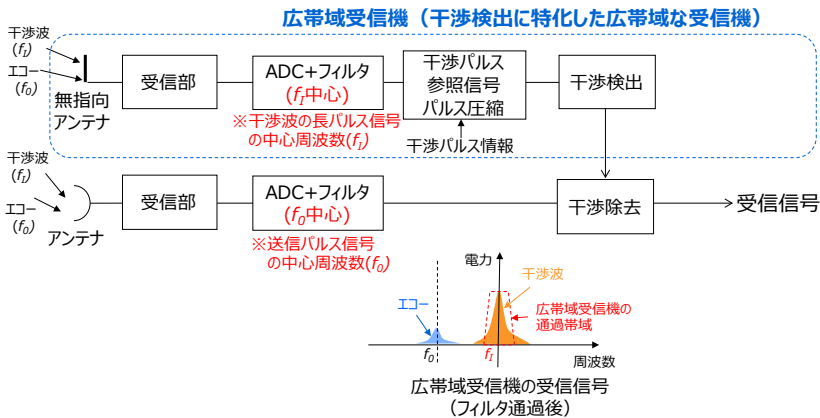 広帯域受信機（干渉検出に特化した広帯域な受信機）
干渉波
(fI)
エコー
(f0)
無指向
アンテナ
受信部
ADC+フィルタ
(fI中心)
※干渉波の長パルス信号
の中心周波数(fI)
干渉パルス
参照信号
パルス圧縮
干渉パルス情報
干渉検出
干渉波
(fI)
エコー
(f0)
アンテナ
受信部
ADC+フィルタ
(f0中心)
※送信パルス信号
の中心周波数(f0)
干渉除去
受信信号
電力
干渉波
エコー
広帯域受信機の
通過帯域
f0
fI
周波数
広帯域受信機の受信信号
(フィルタ通過後)